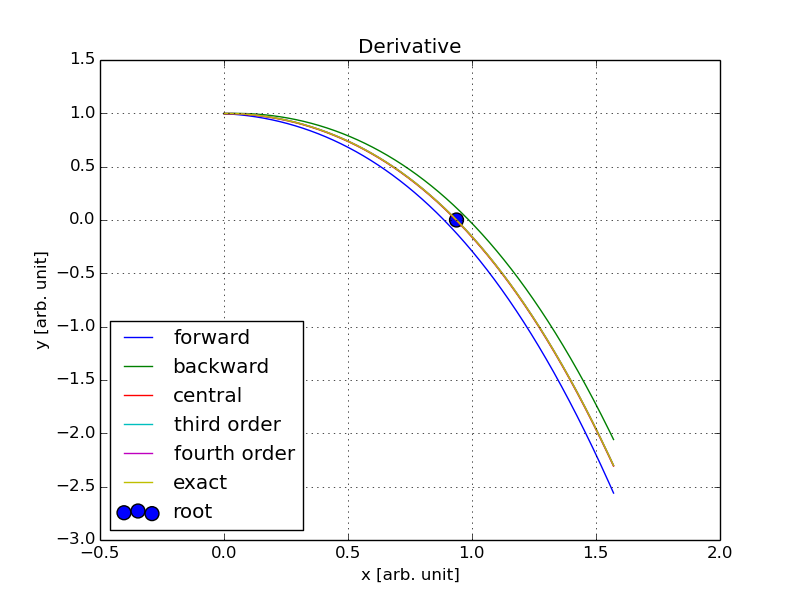 Derivative
1.5
1.0
0.5
0.0
−0.5
−1.0
−1.5
−2.0
−2.5
−3.0
y [arb. unit]
forward
backward
central
third order
fourth order
exact
root
−0.5
0.0
0.5
1.0
1.5
2.0
x [arb. unit]